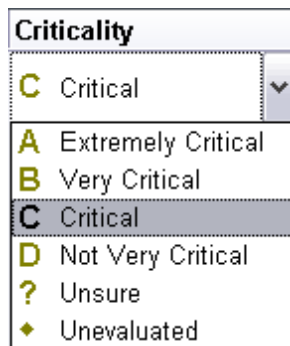 Criticality
C Critical
A Extremely Critical
B Very Critical
C Critical
D Not Very Critical
? Unsure
◆ Unevaluated